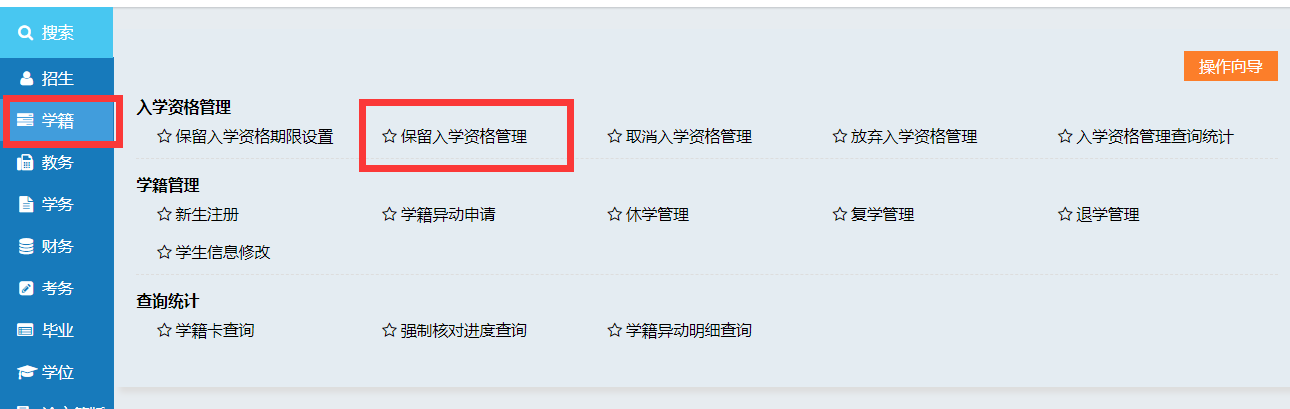 搜索
招生
学籍
教务
学务
财务
考务
毕业
学位
操作向导
入学资格管理
保留入学资格期限设置 保留入学资格管理 取消入学资格管理 放弃入学资格管理 入学资格管理查询统计
学籍管理
新生注册 学籍异动申请 休学管理 复学管理 退学管理
学生信息修改
查询统计
学籍卡查询 强制核对进度查询 学籍异动明细查询